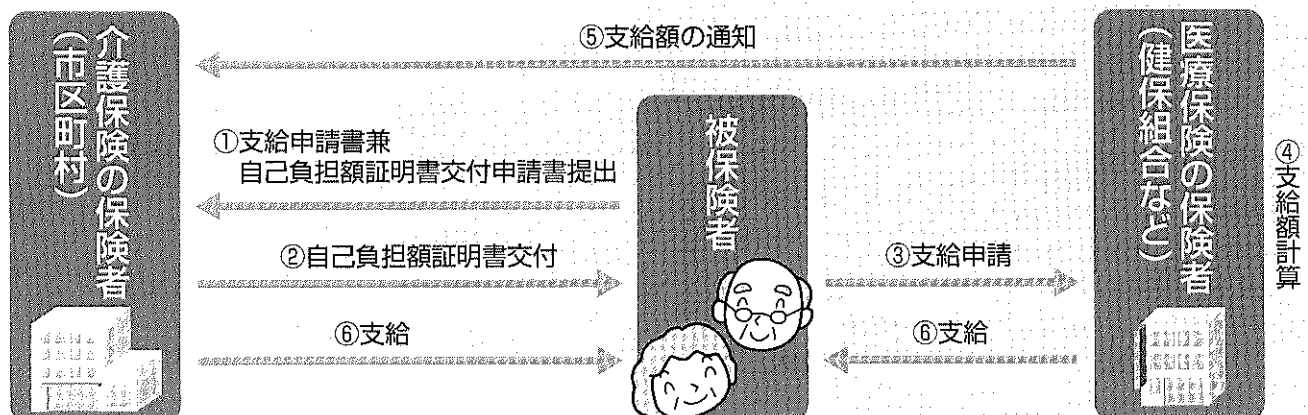 介護保険の保険者
（市区町村）
⑤支給額の通知
医療保険の保険者
（健保組合など）
④支給額計算
①支給申請書兼
自己負担額証明書交付申請書提出
被保険者
②自己負担額証明書交付
③支給申請
⑥支給
⑥支給